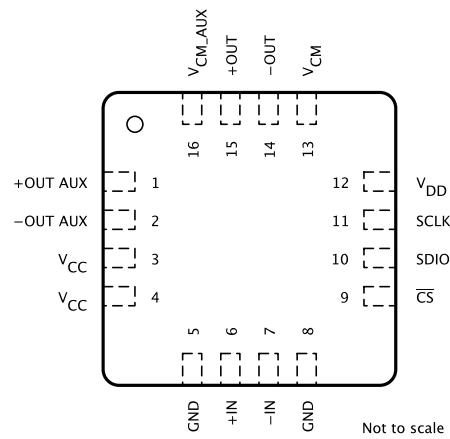 V_CM_AUX
+OUT
−OUT
V_CM
16
15
14
13
+OUT AUX 1
−OUT AUX 2
V_CC 3
V_CC 4
12 V_DD
11 SCLK
10 SDIO
9 C̅S̅
5
6
7
8
GND
+IN
−IN
GND
Not to scale